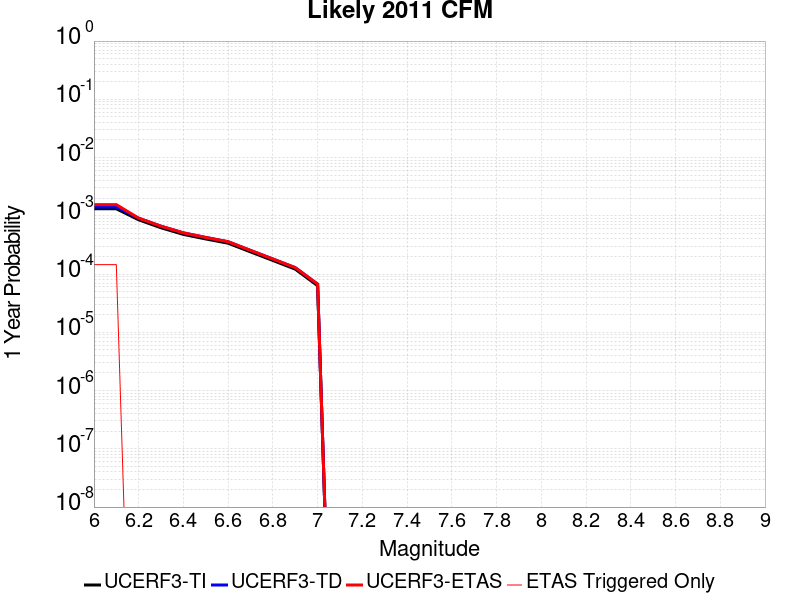 Likely 2011 CFM
10^0
10^-1
10^-2
10^-3
10^-4
10^-5
10^-6
10^-7
10^-8
1 Year Probability
6 6.2 6.4 6.6 6.8 7 7.2 7.4 7.6 7.8 8 8.2 8.4 8.6 8.8 9
Magnitude
UCERF3-TI UCERF3-TD UCERF3-ETAS ETAS Triggered Only